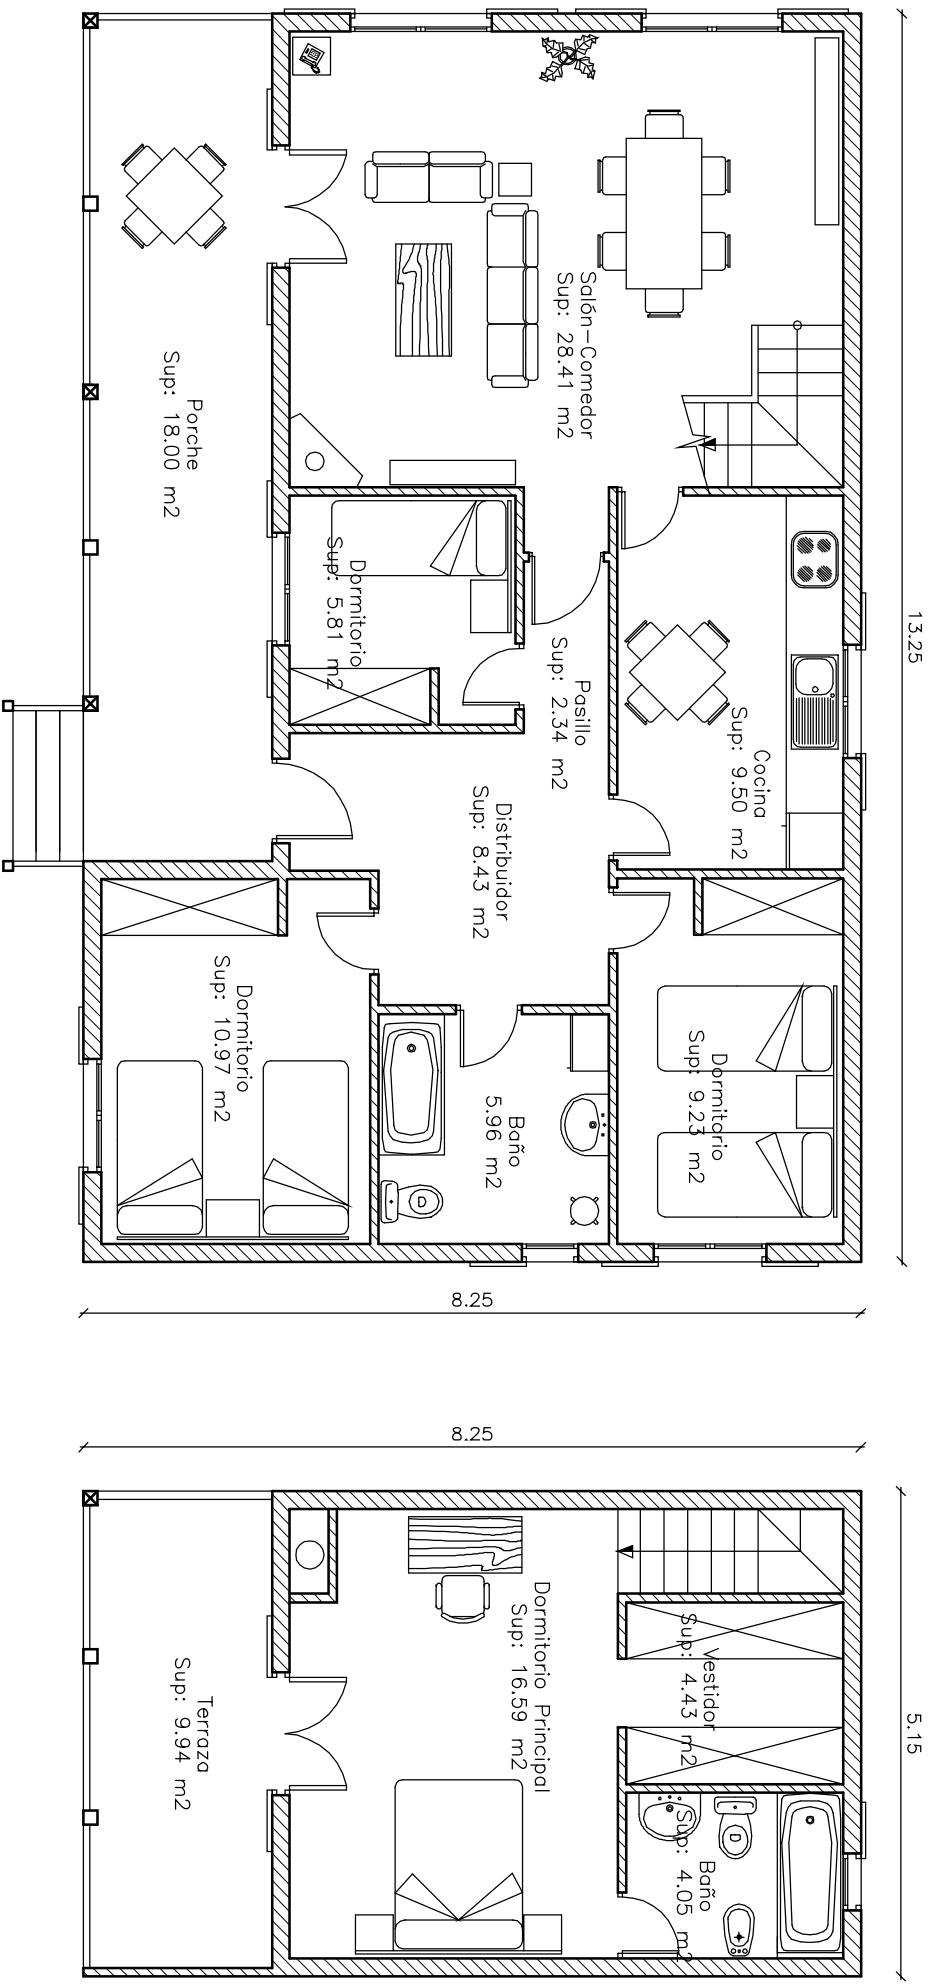 13.25
Salón-Comedor
Sup: 28.41 m2
Porche
Sup: 18.00 m2
Dormitorio
Sup: 5.81 m2
Pasillo
Sup: 2.34 m2
Cocina
Sup: 9.50 m2
Distribuidor
Sup: 8.43 m2
Dormitorio
Sup: 10.97 m2
Baño
5.96 m2
Dormitorio
Sup: 9.23 m2
8.25
8.25
5.15
Dormitorio Principal
Sup: 16.59 m2
Vestidor
Sup: 4.43 m2
Terraza
Sup: 9.94 m2
Baño
Sup: 4.05 m2